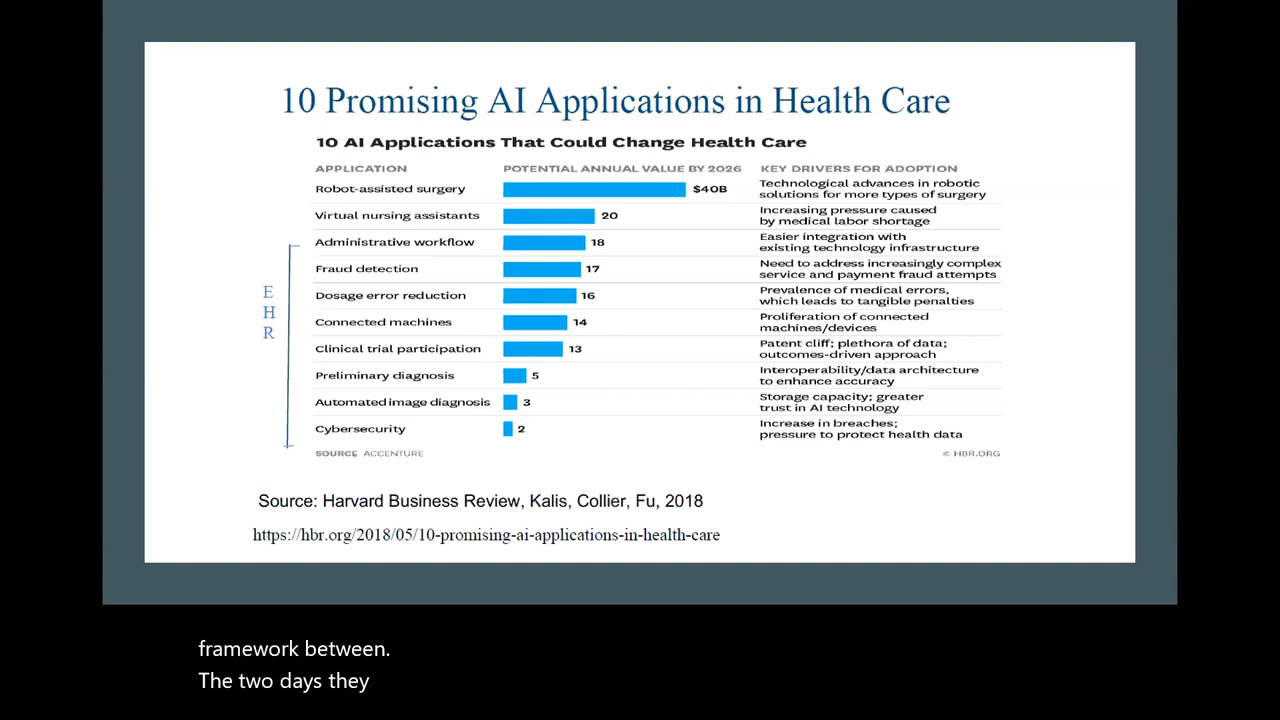 10 Promising AI Applications in Health Care
10 AI Applications That Could Change Health Care
APPLICATION POTENTIAL ANNUAL VALUE BY 2026 KEY DRIVERS FOR ADOPTION
Robot-assisted surgery $40B Technological advances in robotic
solutions for more types of surgery
Virtual nursing assistants 20 Increasing pressure caused
by medical labor shortage
Administrative workflow 18 Easier integration with
existing technology infrastructure
Fraud detection 17 Need to address increasingly complex
service and payment fraud attempts
Dosage error reduction 16 Prevalence of medical errors,
which leads to tangible penalties
Connected machines 14 Proliferation of connected
machines/devices
Clinical trial participation 13 Patent cliff; plethora of data;
outcomes-driven approach
Preliminary diagnosis 5 Interoperability/data architecture
to enhance accuracy
Automated image diagnosis 3 Storage capacity; greater
trust in AI technology
Cybersecurity 2 Increase in breaches;
pressure to protect health data
E
H
R
SOURCE ACCENTURE © HBR.ORG
Source: Harvard Business Review, Kalis, Collier, Fu, 2018
https://hbr.org/2018/05/10-promising-ai-applications-in-health-care
framework between.
The two days they